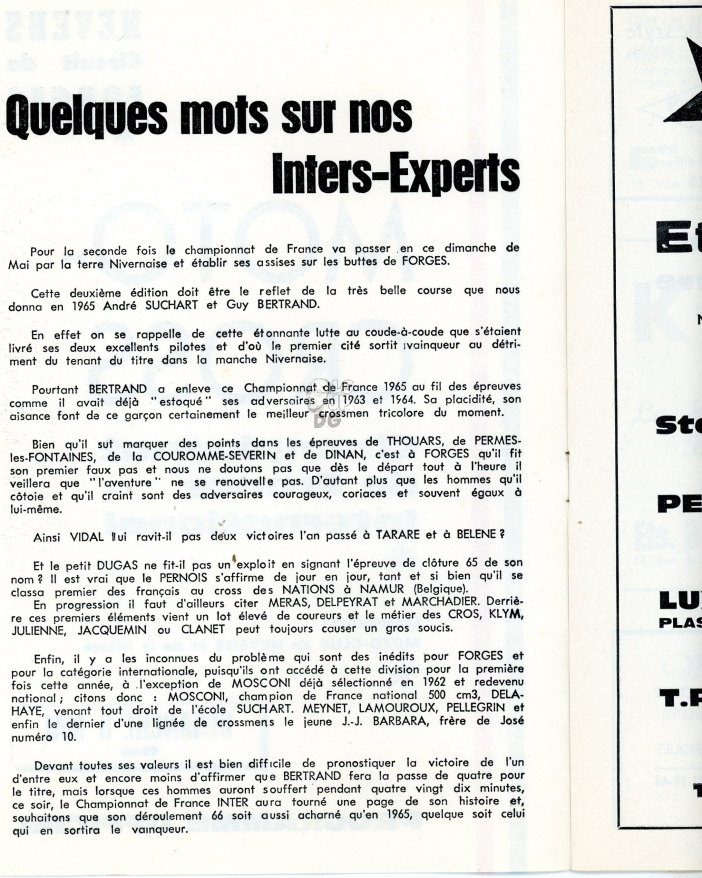 Quelques mots sur nos
Inters-Experts
Pour la seconde fois le championnat de France va passer en ce dimanche de
Mai par la terre Nivernaise et établir ses assises sur les buttes de FORGES.
Cette deuxième édition doit être le reflet de la très belle course que nous
donna en 1965 André SUCHART et Guy BERTRAND.
En effet on se rappelle de cette étonnante lutte au coude-à-coude que s'étaient
livré ses deux excellents pilotes et d'où le premier cité sortit vainqueur au détri-
ment du tenant du titre dans la manche Nivernaise.
Pourtant BERTRAND a enleve ce Championnat de France 1965 au fil des épreuves
comme il avait déjà "estoqué" ses adversaires en 1963 et 1964. Sa placidité, son
aisance font de ce garçon certainement le meilleur crossmen tricolore du moment.
Bien qu'il sut marquer des points dans les épreuves de THOUARS, de PERMES-
les-FONTAINES, de la COUROMME-SEVERIN et de DINAN, c'est à FORGES qu'il fit
son premier faux pas et nous ne doutons pas que dès le départ tout à l'heure il
veillera que "l'aventure" ne se renouvelle pas. D'autant plus que les hommes qu'il
côtoie et qu'il craint sont des adversaires courageux, coriaces et souvent égaux à
lui-même.
Ainsi VIDAL lui ravit-il pas deux victoires l'an passé à TARARE et à BELENE ?
Et le petit DUGAS ne fit-il pas un exploit en signant l'épreuve de clôture 65 de son
nom ? Il est vrai que le PERNOIS s'affirme de jour en jour, tant et si bien qu'il se
classa premier des français au cross des NATIONS à NAMUR (Belgique).
En progression il faut d'ailleurs citer MERAS, DELPEYRAT et MARCHADIER. Derriè-
re ces premiers éléments vient un lot élevé de coureurs et le métier des CROS, KLYM,
JULIENNE, JACQUEMIN ou CLANET peut toujours causer un gros soucis.
Enfin, il y a les inconnues du problème qui sont des inédits pour FORGES et
pour la catégorie internationale, puisqu'ils ont accédé à cette division pour la première
fois cette année, à l'exception de MOSCONI déjà sélectionné en 1962 et redevenu
national ; citons donc : MOSCONI, champion de France national 500 cm3, DELA-
HAYE, venant tout droit de l'école SUCHART. MEYNET, LAMOUROUX, PELLEGRIN et
enfin le dernier d'une lignée de crossmens le jeune J.-J. BARBARA, frère de José
numéro 10.
Devant toutes ses valeurs il est bien difficile de pronostiquer la victoire de l'un
d'entre eux et encore moins d'affirmer que BERTRAND fera la passe de quatre pour
le titre, mais lorsque ces hommes auront souffert pendant quatre vingt dix minutes,
ce soir, le Championnat de France INTER aura tourné une page de son histoire et,
souhaitons que son déroulement 66 soit aussi acharné qu'en 1965, quelque soit celui
qui en sortira le vainqueur.
Et
N
Ste
PE
LUX
PLAS
T.P
T